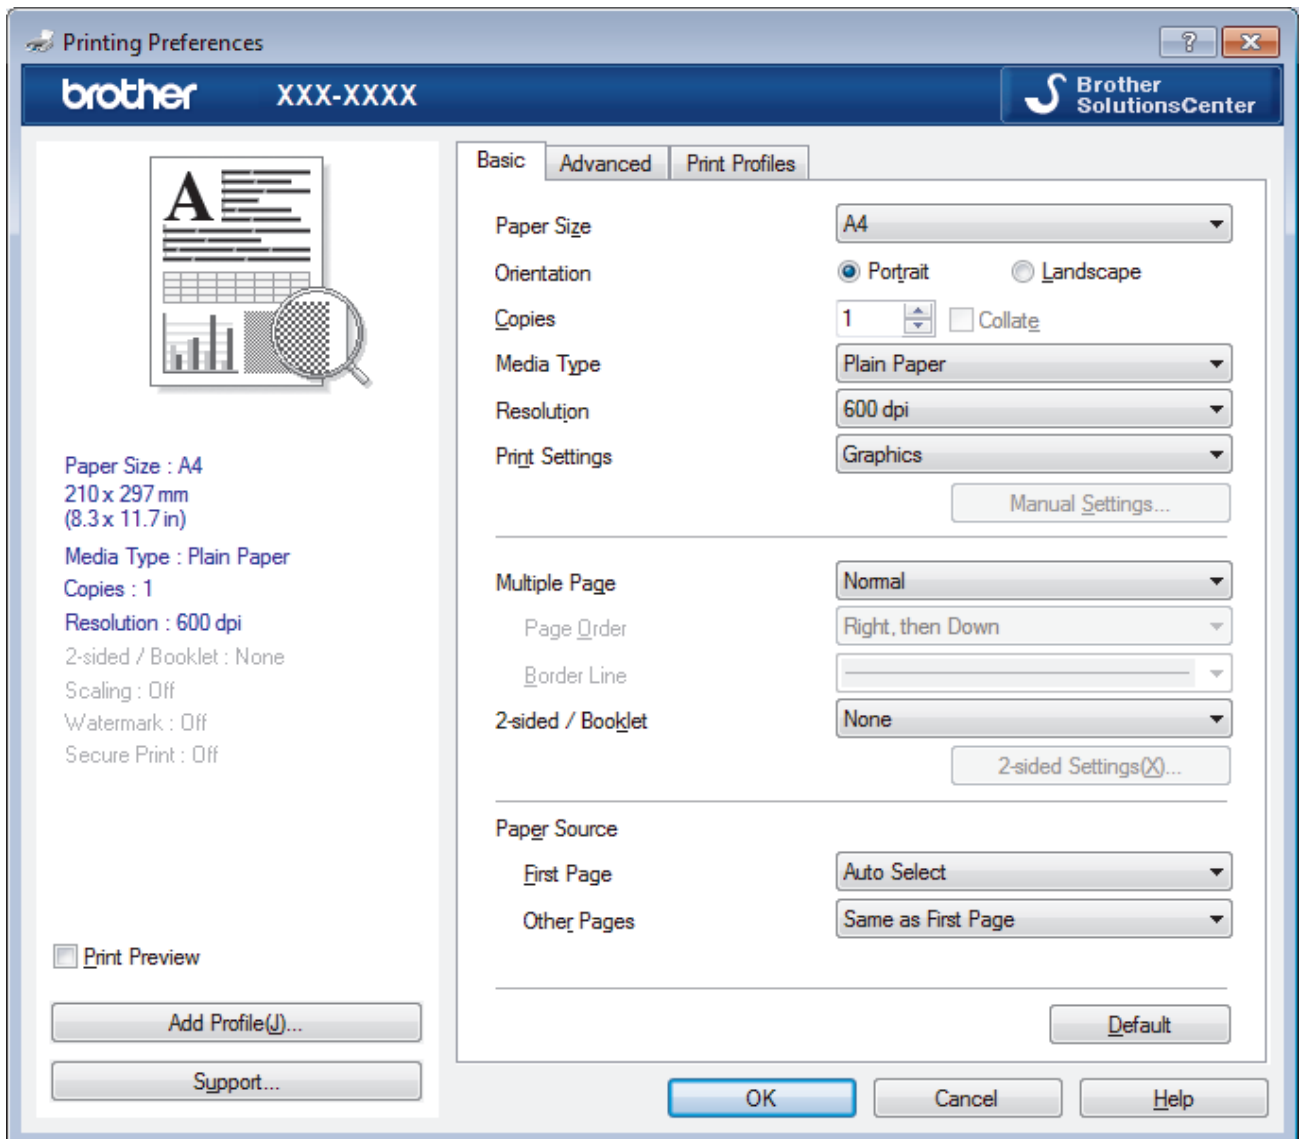 Printing Preferences
brother XXX-XXXX
Brother
SolutionsCenter
A
Paper Size : A4
210 x 297 mm
(8.3 x 11.7 in)
Media Type : Plain Paper
Copies : 1
Resolution : 600 dpi
2-sided / Booklet : None
Scaling : Off
Watermark : Off
Secure Print : Off
Print Preview
Add Profile(J)...
Support...
Basic Advanced Print Profiles
Paper Size A4
Orientation Portrait Landscape
Copies 1 Collate
Media Type Plain Paper
Resolution 600 dpi
Print Settings Graphics
Manual Settings...
Multiple Page Normal
Page Order Right, then Down
Border Line
2-sided / Booklet None
2-sided Settings(X)...
Paper Source
First Page Auto Select
Other Pages Same as First Page
Default
OK Cancel Help